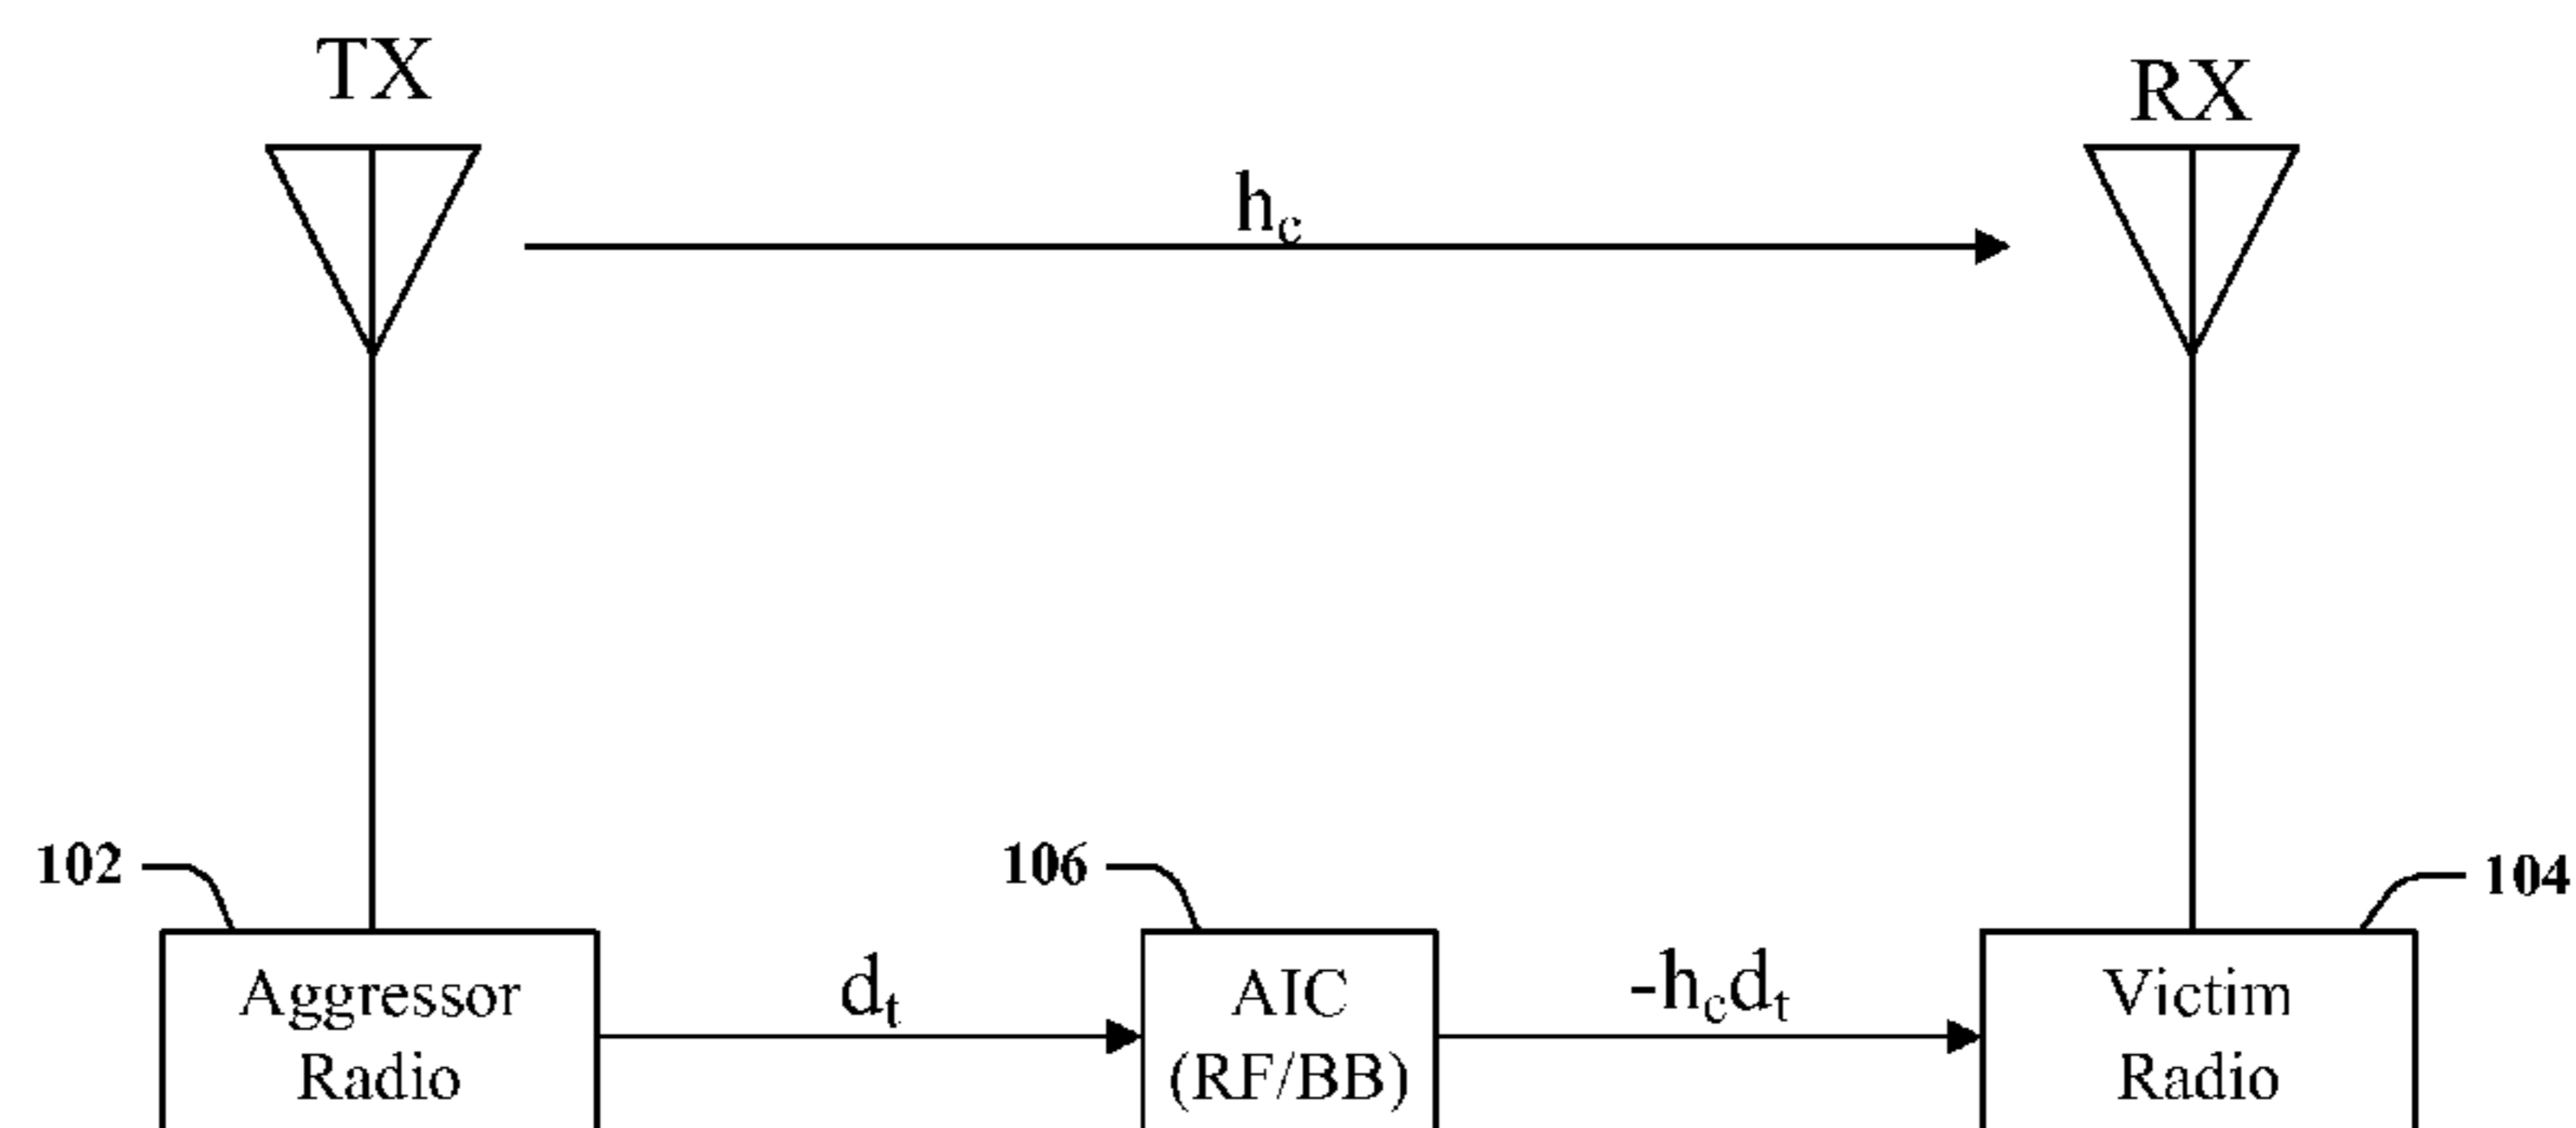 TX
RX
h_c
102
106
104
Aggressor
Radio
d_t
AIC
(RF/BB)
-h_cd_t
Victim
Radio